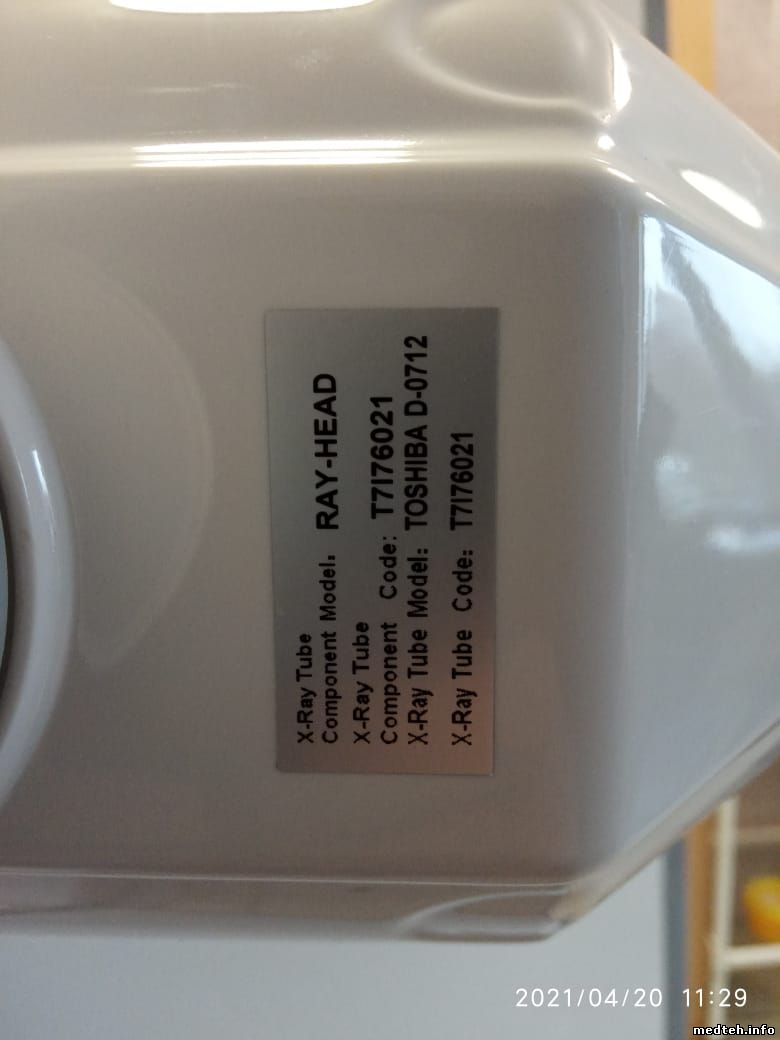 X-Ray Tube
Component Model: RAY-HEAD
X-Ray Tube
Component Code: T7I76021
X-Ray Tube Model: TOSHIBA D-0712
X-Ray Tube Code: T7I76021
2021/04/20 11:29
medteh.info